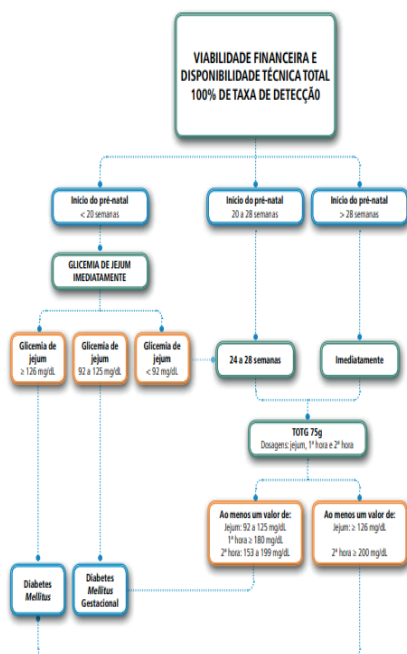 VIABILIDADE FINANCEIRA E
DISPONIBILIDADE TÉCNICA TOTAL
100% DE TAXA DE DETECÇÃO
Início do pré-natal
< 20 semanas
Início do pré-natal
20 a 28 semanas
Início do pré-natal
> 28 semanas
GLICEMIA DE JEJUM
IMEDIATAMENTE
Glicemia de
jejum
≥ 126 mg/dL
Glicemia de
jejum
92 a 125 mg/dL
Glicemia de
jejum
< 92 mg/dL
24 a 28 semanas
Imediatamente
TOTG 75g
Dosagens: jejum, 1ª hora e 2ª hora
Ao menos um valor de:
Jejum: 92 a 125 mg/dL
1ª hora ≥ 180 mg/dL
2ª hora: 153 a 199 mg/dL
Ao menos um valor de:
Jejum: ≥ 126 mg/dL
2ª hora ≥ 200 mg/dL
Diabetes
Mellitus
Diabetes
Mellitus
Gestacional